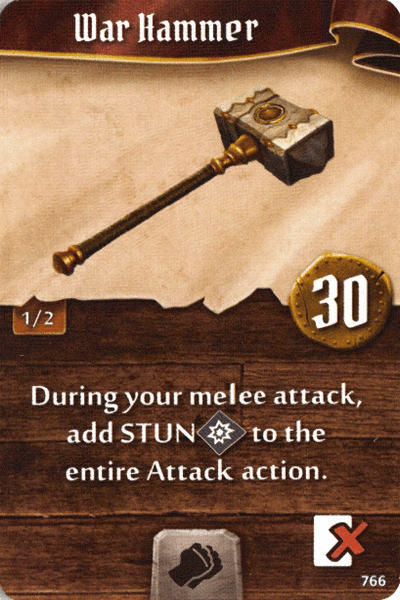 War Hammer
30
1/2
During your melee attack,
add STUN to the
entire Attack action.
766